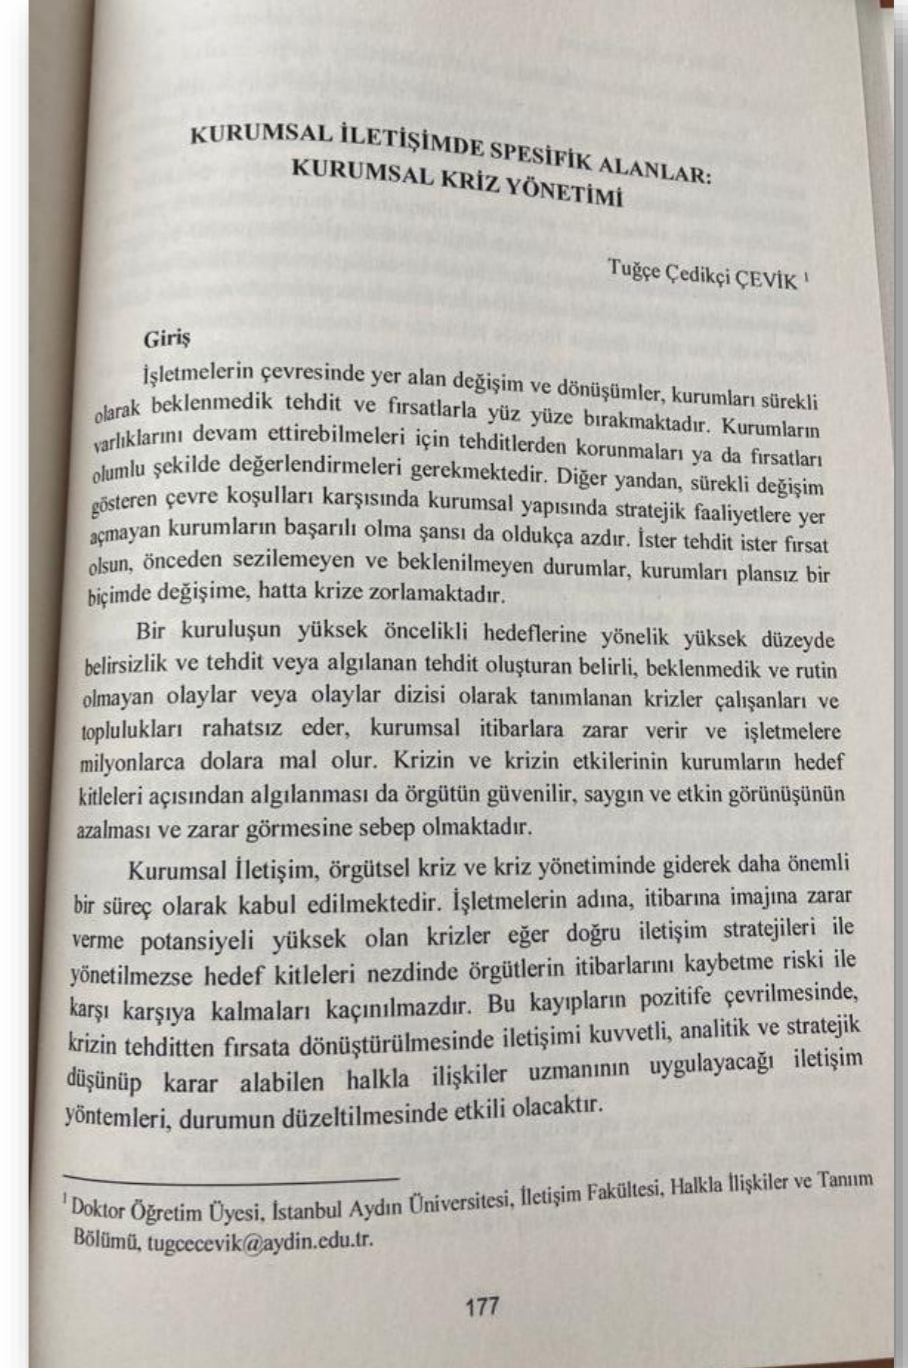 KURUMSAL İLETİŞİMDE SPESİFİK ALANLAR:
KURUMSAL KRİZ YÖNETİMİ
Tuğçe Çedikçi ÇEVİK ¹
Giriş
İşletmelerin çevresinde yer alan değişim ve dönüşümler, kurumları sürekli
olarak beklenmedik tehdit ve fırsatlarla yüz yüze bırakmaktadır. Kurumların
varlıklarını devam ettirebilmeleri için tehditlerden korunmaları ya da fırsatları
olumlu şekilde değerlendirmeleri gerekmektedir. Diğer yandan, sürekli değişim
gösteren çevre koşulları karşısında kurumsal yapısında stratejik faaliyetlere yer
açmayan kurumların başarılı olma şansı da oldukça azdır. İster tehdit ister fırsat
olsun, önceden sezilemeyen ve beklenilmeyen durumlar, kurumları plansız bir
biçimde değişime, hatta krize zorlamaktadır.
Bir kuruluşun yüksek öncelikli hedeflerine yönelik yüksek düzeyde
belirsizlik ve tehdit veya algılanan tehdit oluşturan belirli, beklenmedik ve rutin
olmayan olaylar veya olaylar dizisi olarak tanımlanan krizler çalışanları ve
toplulukları rahatsız eder, kurumsal itibarlara zarar verir ve işletmelere
milyonlarca dolara mal olur. Krizin ve krizin etkilerinin kurumların hedef
kitleleri açısından algılanması da örgütün güvenilir, saygın ve etkin görünüşünün
azalması ve zarar görmesine sebep olmaktadır.
Kurumsal İletişim, örgütsel kriz ve kriz yönetiminde giderek daha önemli
bir süreç olarak kabul edilmektedir. İşletmelerin adına, itibarına imajına zarar
verme potansiyeli yüksek olan krizler eğer doğru iletişim stratejileri ile
yönetilmezse hedef kitleleri nezdinde örgütlerin itibarlarını kaybetme riski ile
karşı karşıya kalmaları kaçınılmazdır. Bu kayıpların pozitife çevrilmesinde,
krizin tehditten fırsata dönüştürülmesinde iletişimi kuvvetli, analitik ve stratejik
düşünüp karar alabilen halkla ilişkiler uzmanının uygulayacağı iletişim
yöntemleri, durumun düzeltilmesinde etkili olacaktır.
¹ Doktor Öğretim Üyesi, İstanbul Aydın Üniversitesi, İletişim Fakültesi, Halkla İlişkiler ve Tanıım
Bölümü, tugcecevik@aydin.edu.tr.
177